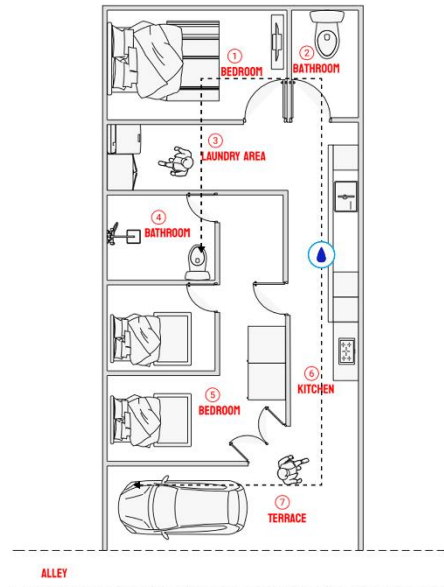 1
BEDROOM
2
BATHROOM
3
LAUNDRY AREA
4
BATHROOM
5
BEDROOM
6
KITCHEN
7
TERRACE
ALLEY